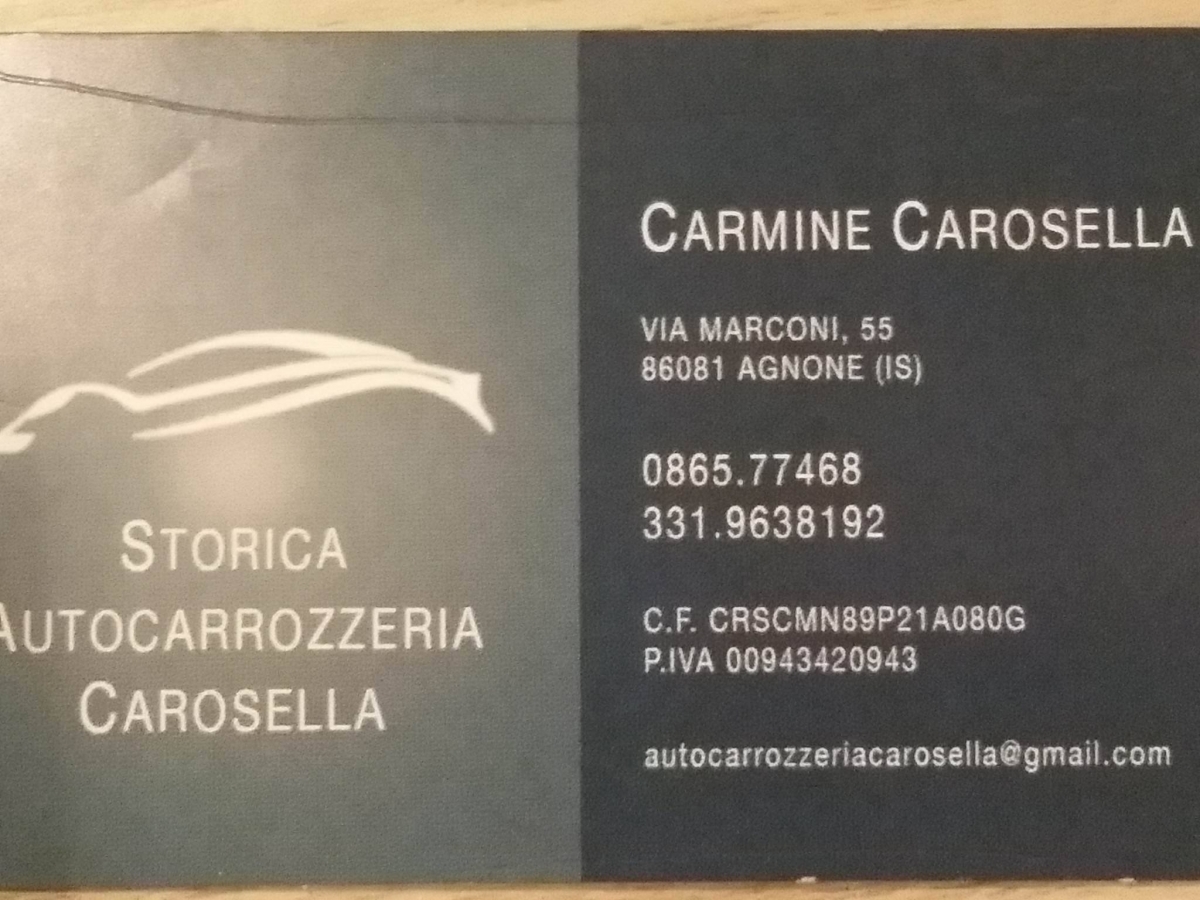 STORICA
AUTOCARROZZERIA
CAROSELLA
CARMINE CAROSELLA
VIA MARCONI, 55
86081 AGNONE (IS)
0865.77468
331.9638192
C.F. CRSCMN89P21A080G
P.IVA 00943420943
autocarrozzeriacarosella@gmail.com